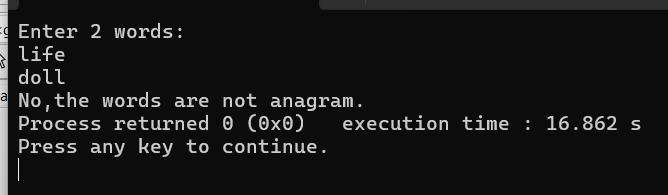 Enter 2 words:
life
doll
No,the words are not anagram.
Process returned 0 (0x0)   execution time : 16.862 s
Press any key to continue.